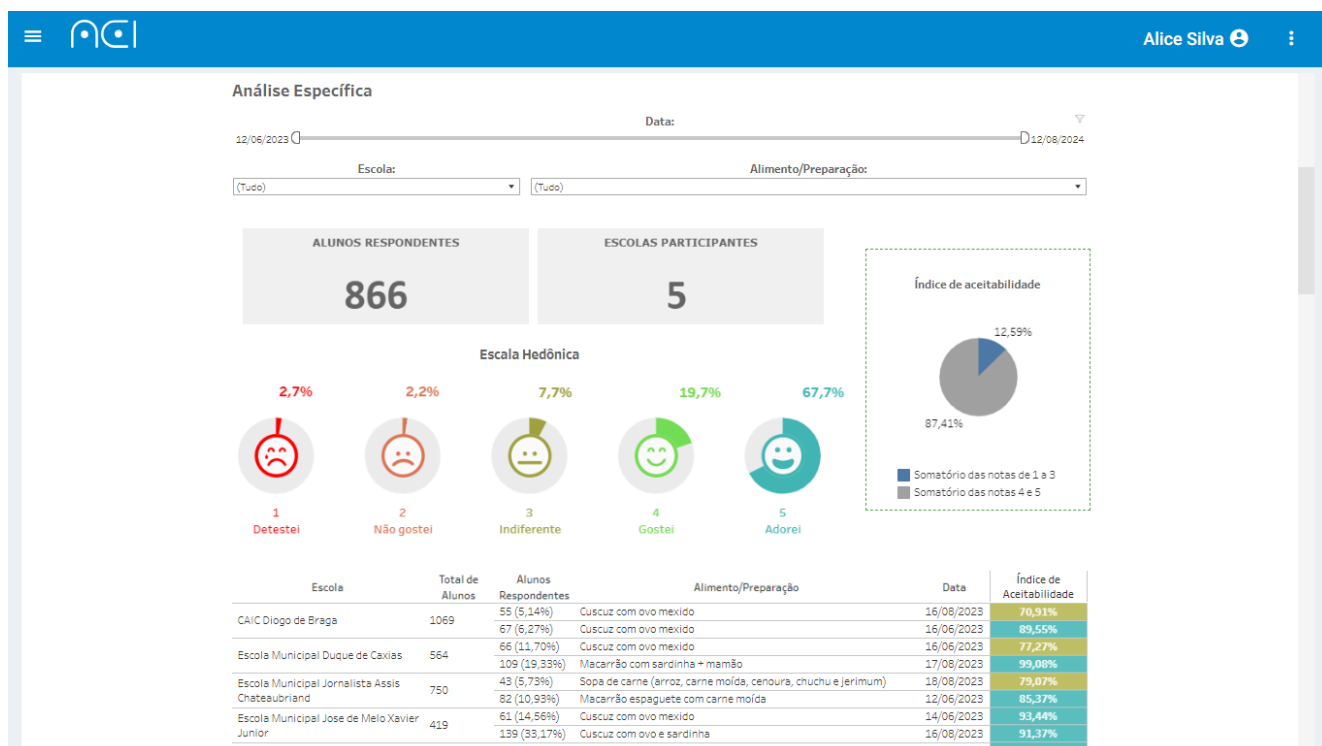 ACI
Alice Silva
Análise Específica
Data:
12/06/2023
12/08/2024
Escola:
Alimento/Preparação:
(Tudo)
(Tudo)
ALUNOS RESPONDENTES
ESCOLAS PARTICIPANTES
866
5
Índice de aceitabilidade
12,59%
87,41%
Somatório das notas de 1 a 3
Somatório das notas 4 e 5
Escala Hedônica
2,7% 2,2% 7,7% 19,7% 67,7%
1 2 3 4 5
Detestei Não gostei Indiferente Gostei Adorei
Escola Total de Alunos Alunos Respondentes Alimento/Preparação Data Índice de Aceitabilidade
CAIC Diogo de Braga 1069 55 (5,14%) Cuscuz com ovo mexido 16/08/2023 70,91%
67 (6,27%) Cuscuz com ovo mexido 16/06/2023 89,55%
Escola Municipal Duque de Caxias 564 66 (11,70%) Cuscuz com ovo mexido 16/06/2023 77,27%
109 (19,33%) Macarrão com sardinha + mamão 17/08/2023 99,08%
Escola Municipal Jornalista Assis Chateaubriand 750 43 (5,73%) Sopa de carne (arroz, carne moída, cenoura, chuchu e jerimum) 18/08/2023 79,07%
82 (10,93%) Macarrão espaguete com carne moída 12/06/2023 85,37%
Escola Municipal Jose de Melo Xavier Junior 419 61 (14,56%) Cuscuz com ovo mexido 14/06/2023 93,44%
139 (33,17%) Cuscuz com ovo e sardinha 16/08/2023 91,37%